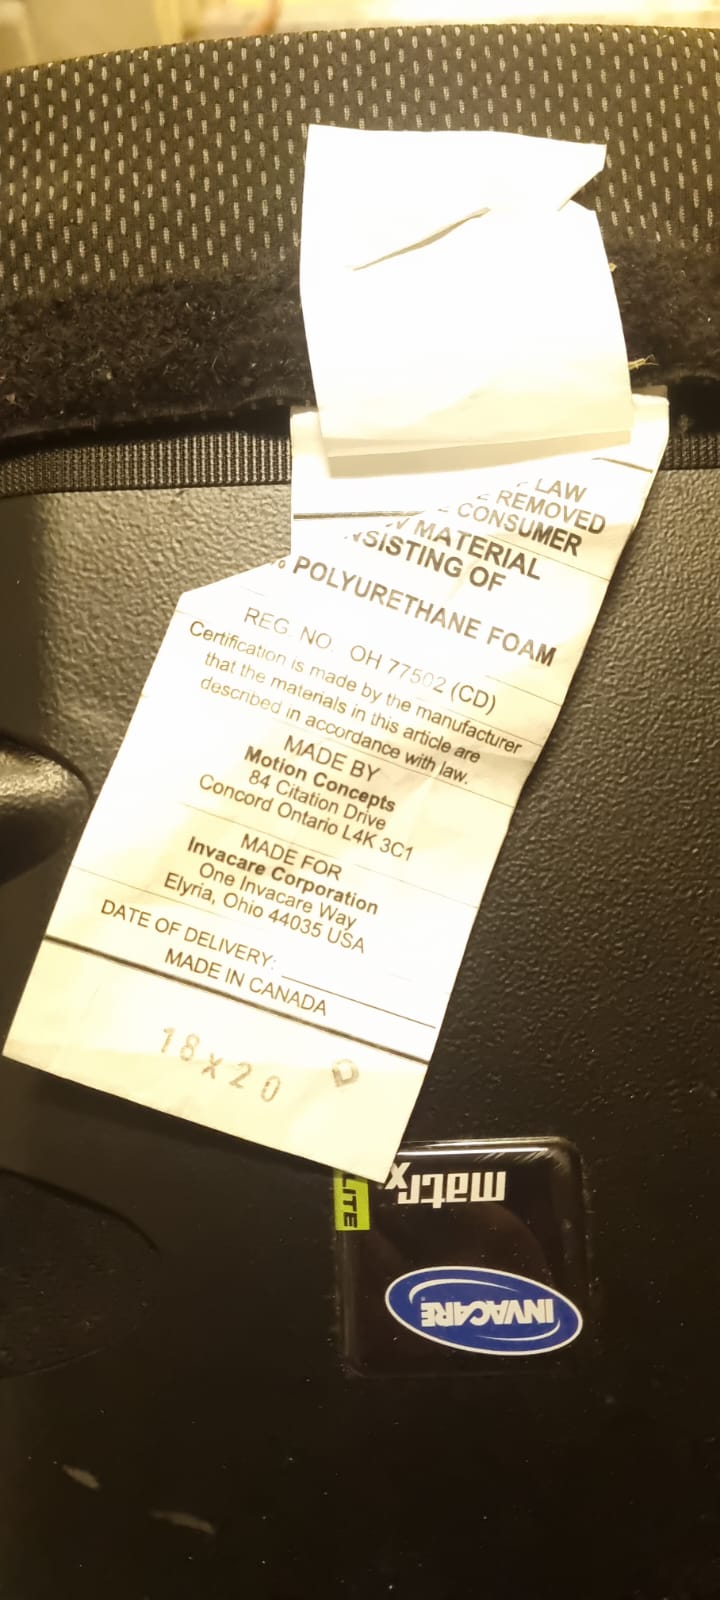 LAW
REMOVED
CONSUMER
MATERIAL
NSISTING OF
% POLYURETHANE FOAM
REG. NO. OH 77502 (CD)
Certification is made by the manufacturer
that the materials in this article are
described in accordance with law.
MADE BY
Motion Concepts
84 Citation Drive
Concord Ontario L4K 3C1
MADE FOR
Invacare Corporation
One Invacare Way
Elyria, Ohio 44035 USA
DATE OF DELIVERY:
MADE IN CANADA
18x20 D
matrx
LITE
INVACARE